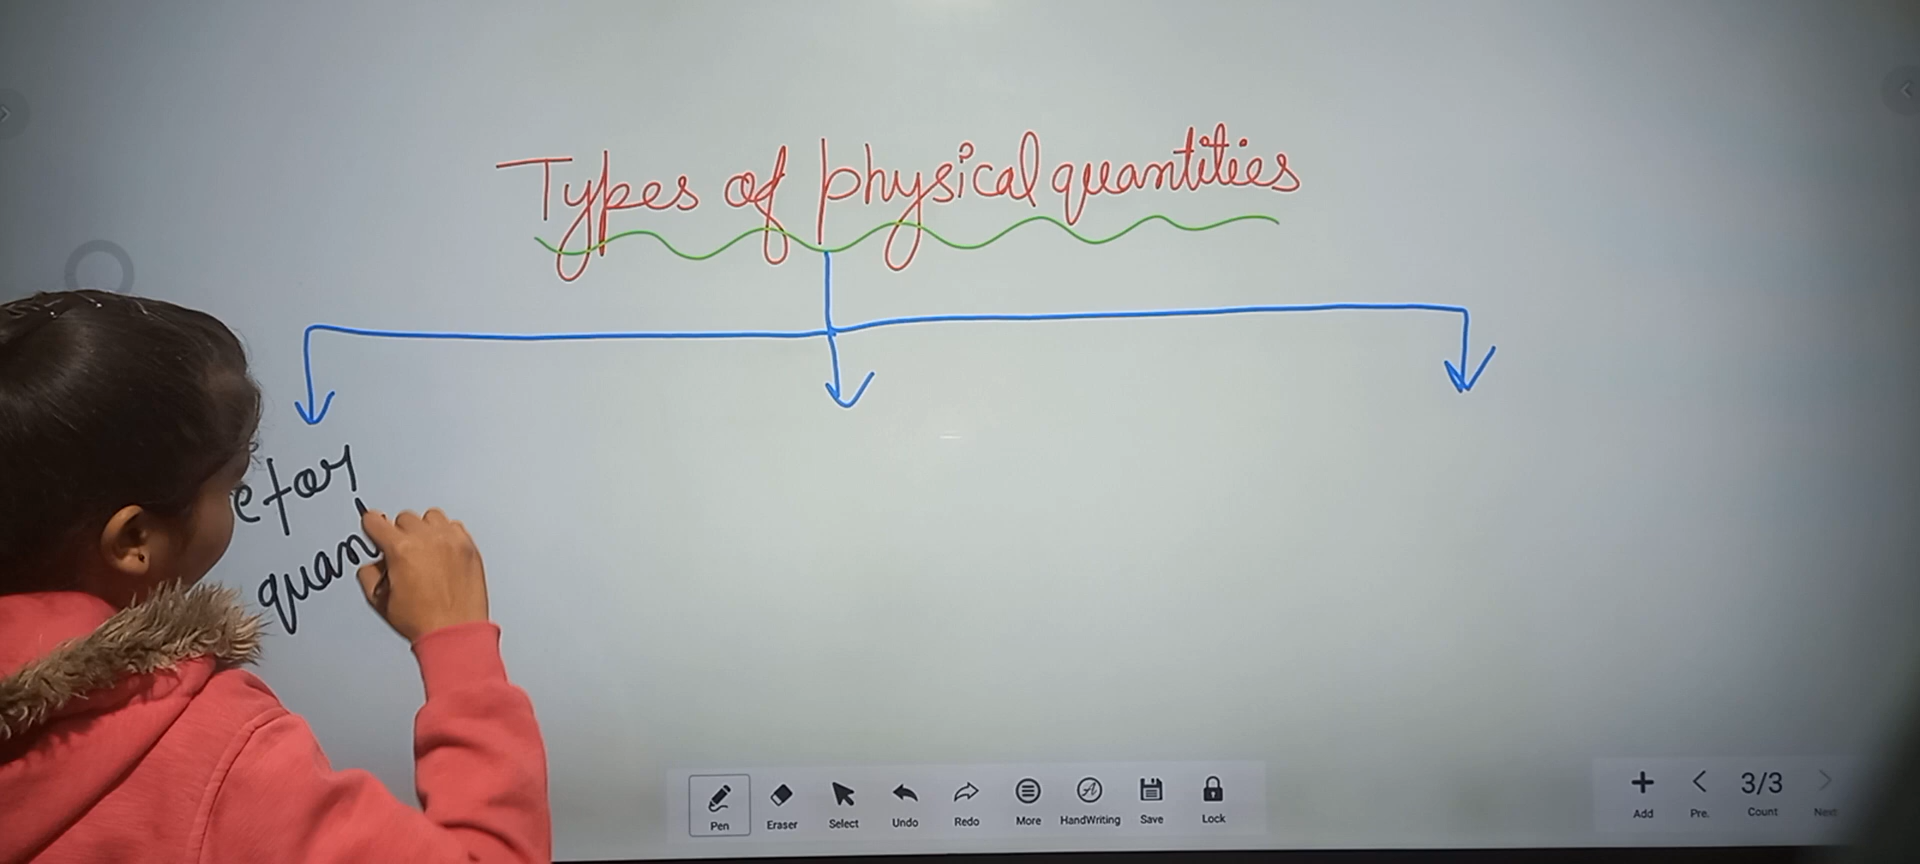 Types of physical quantities
ctor
quan
Pen Eraser Select Undo Redo More HandWriting Save Lock
3/3
Add Pre. Count Next